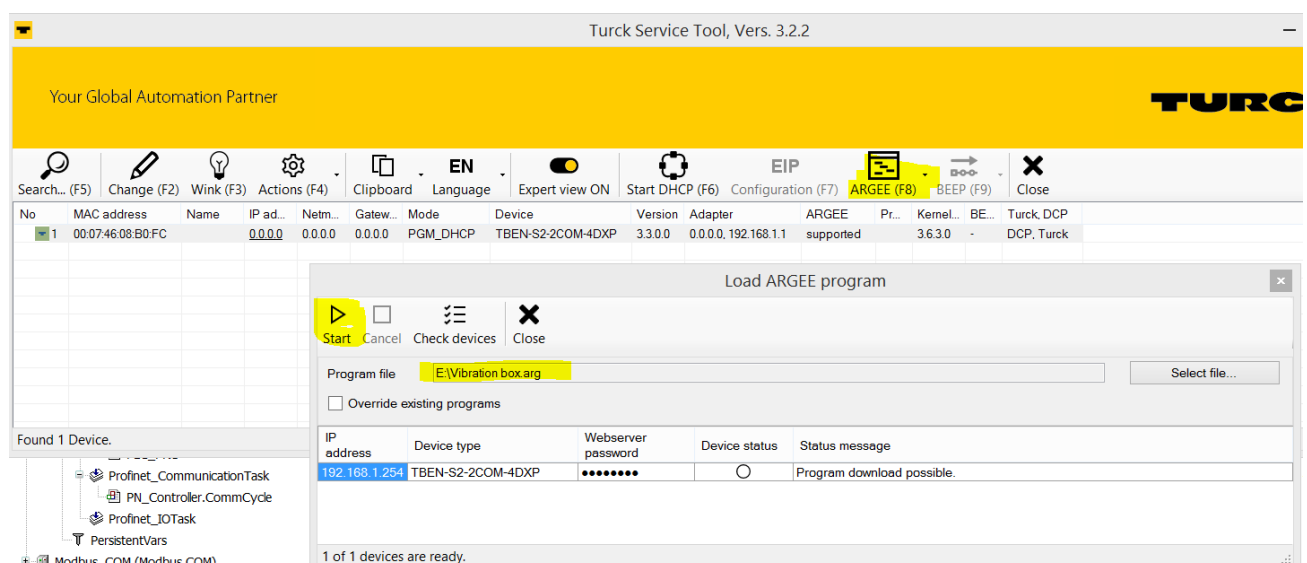 Turck Service Tool, Vers. 3.2.2
Your Global Automation Partner
TURC
Search... (F5) Change (F2) Wink (F3) Actions (F4) Clipboard EN Language Expert view ON Start DHCP (F6) EIP Configuration (F7) ARGEE (F8) BEEP (F9) Close
No MAC address Name IP ad... Netm... Gatew... Mode Device Version Adapter ARGEE Pr... Kernel... BE... Turck, DCP
1 00:07:46:08:B0:FC 0.0.0.0 0.0.0.0 0.0.0.0 PGM_DHCP TBEN-S2-2COM-4DXP 3.3.0.0 0.0.0.0, 192.168.1.1 supported 3.6.3.0 - DCP, Turck
Load ARGEE program
Start Cancel Check devices Close
Program file E:\Vibration box.arg Select file...
Override existing programs
Found 1 Device.
IP address Device type Webserver password Device status Status message
192.168.1.254 TBEN-S2-2COM-4DXP ●●●●●●●● Program download possible.
1 of 1 devices are ready.
Profinet_CommunicationTask
PN_Controller.CommCycle
Profinet_IOTask
PersistentVars
Modbus_COM (Modbus COM)